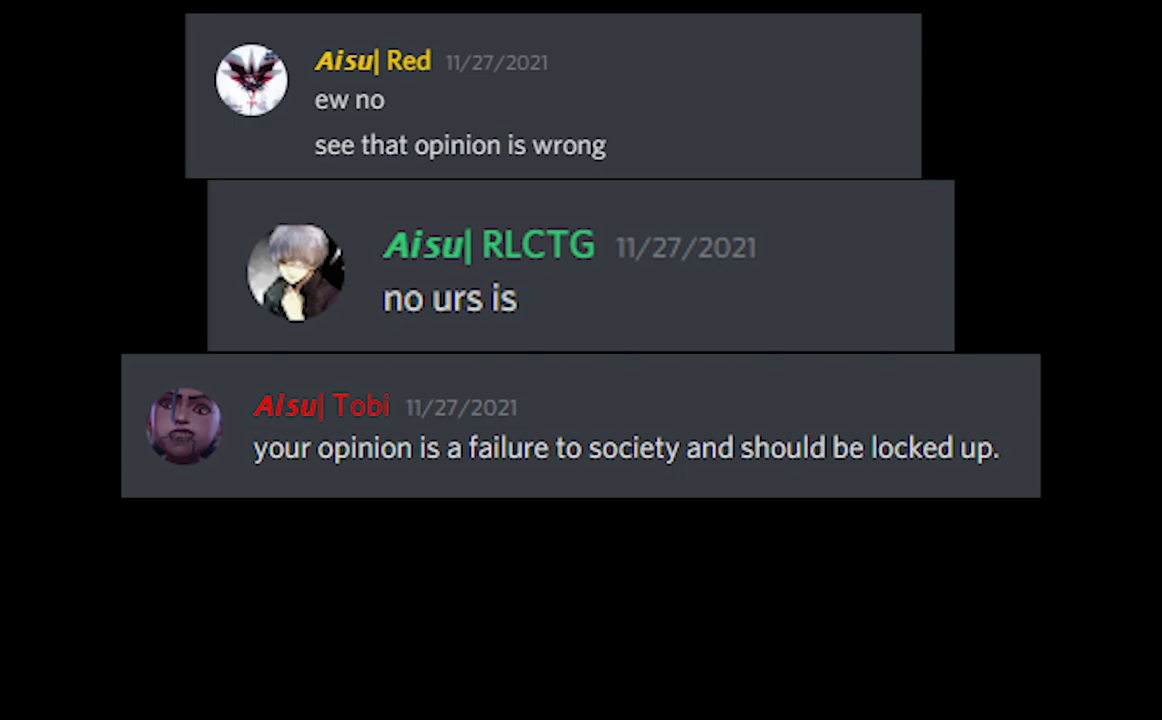 Aisu| Red 11/27/2021
ew no
see that opinion is wrong
Aisu| RLCTG 11/27/2021
no urs is
Aisu| Tobi 11/27/2021
your opinion is a failure to society and should be locked up.